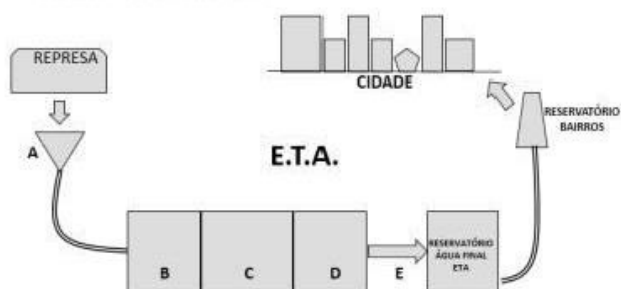 REPRESA
CIDADE
RESERVATÓRIO
BAIRROS
A
E.T.A.
B
C
D
E
RESERVATÓRIO
ÁGUA FINAL
ETA